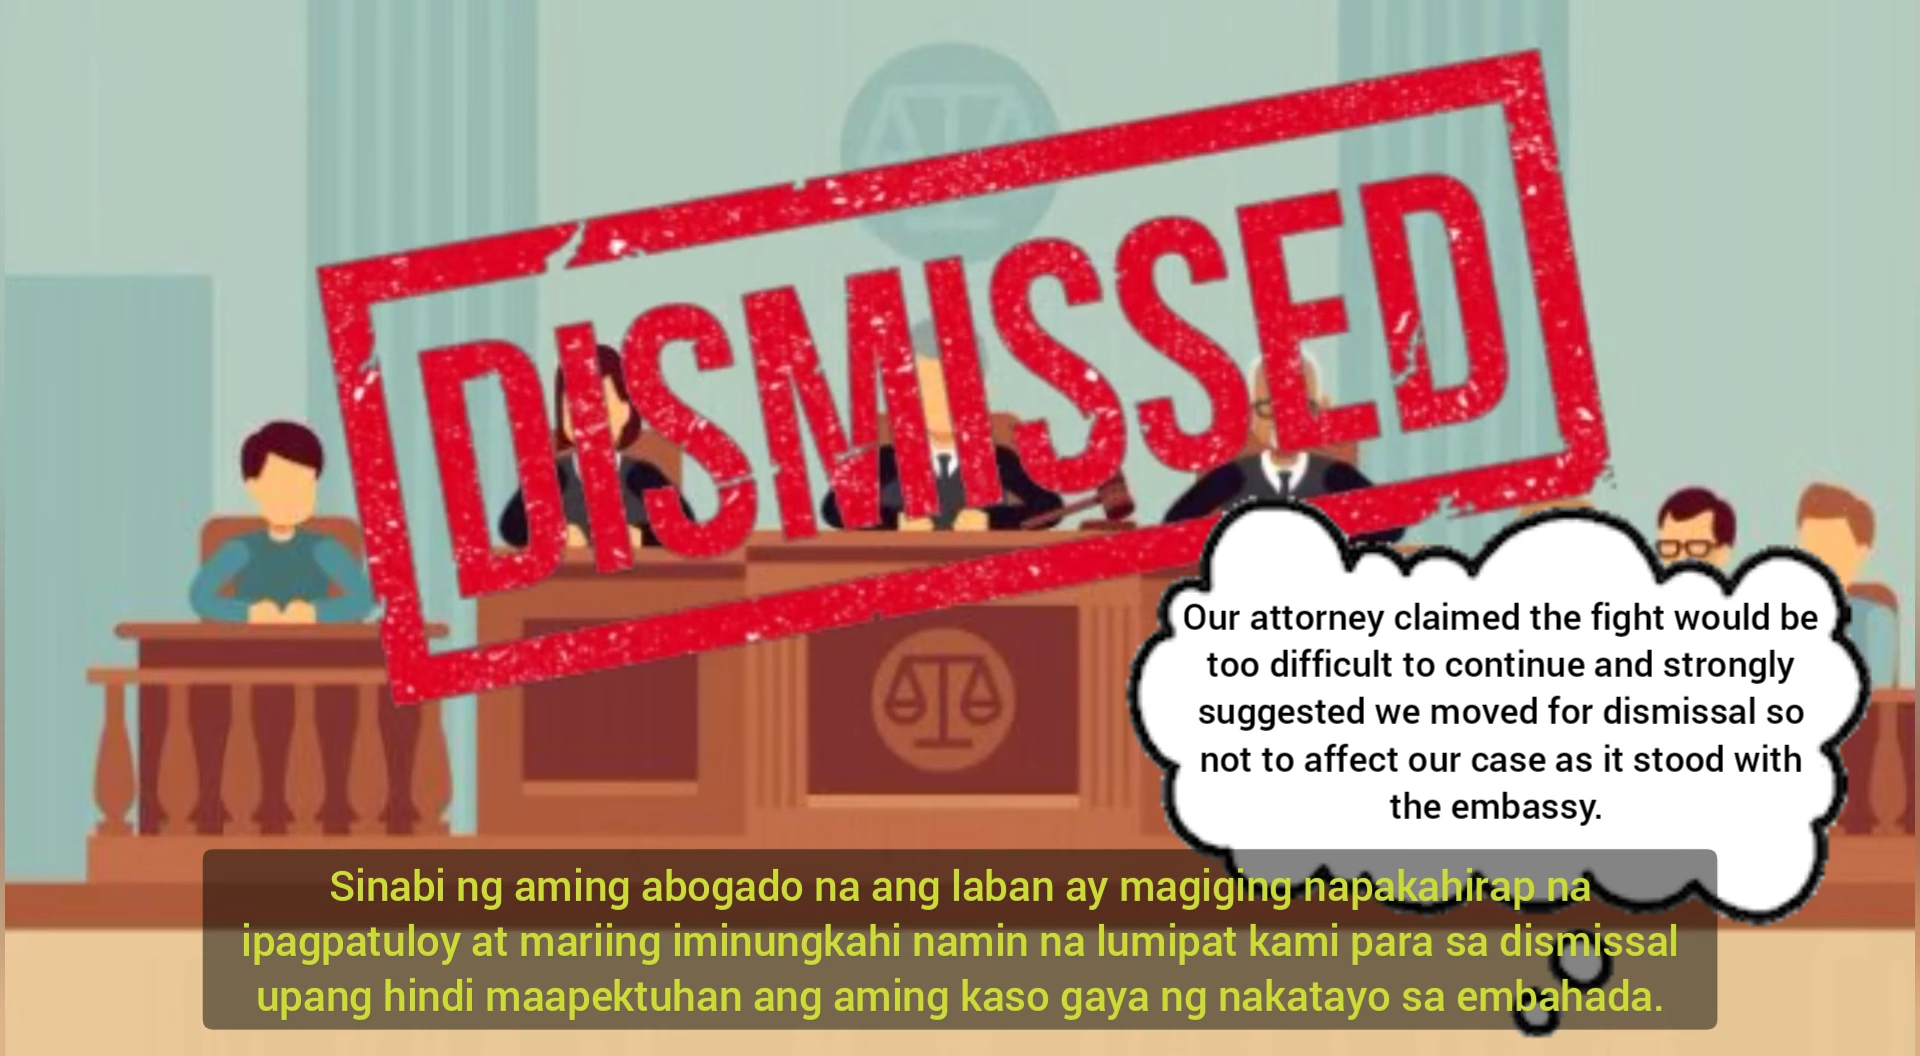 DISMISSED
Our attorney claimed the fight would be
too difficult to continue and strongly
suggested we moved for dismissal so
not to affect our case as it stood with
the embassy.
Sinabi ng aming abogado na ang laban ay magiging napakahirap na
ipagpatuloy at mariing iminungkahi namin na lumipat kami para sa dismissal
upang hindi maapektuhan ang aming kaso gaya ng nakatayo sa embahada.